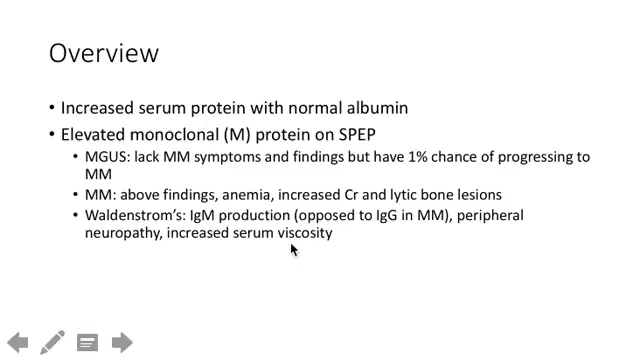 Overview
• Increased serum protein with normal albumin
• Elevated monoclonal (M) protein on SPEP
• MGUS: lack MM symptoms and findings but have 1% chance of progressing to
MM
• MM: above findings, anemia, increased Cr and lytic bone lesions
• Waldenstrom's: IgM production (opposed to IgG in MM), peripheral
neuropathy, increased serum viscosity